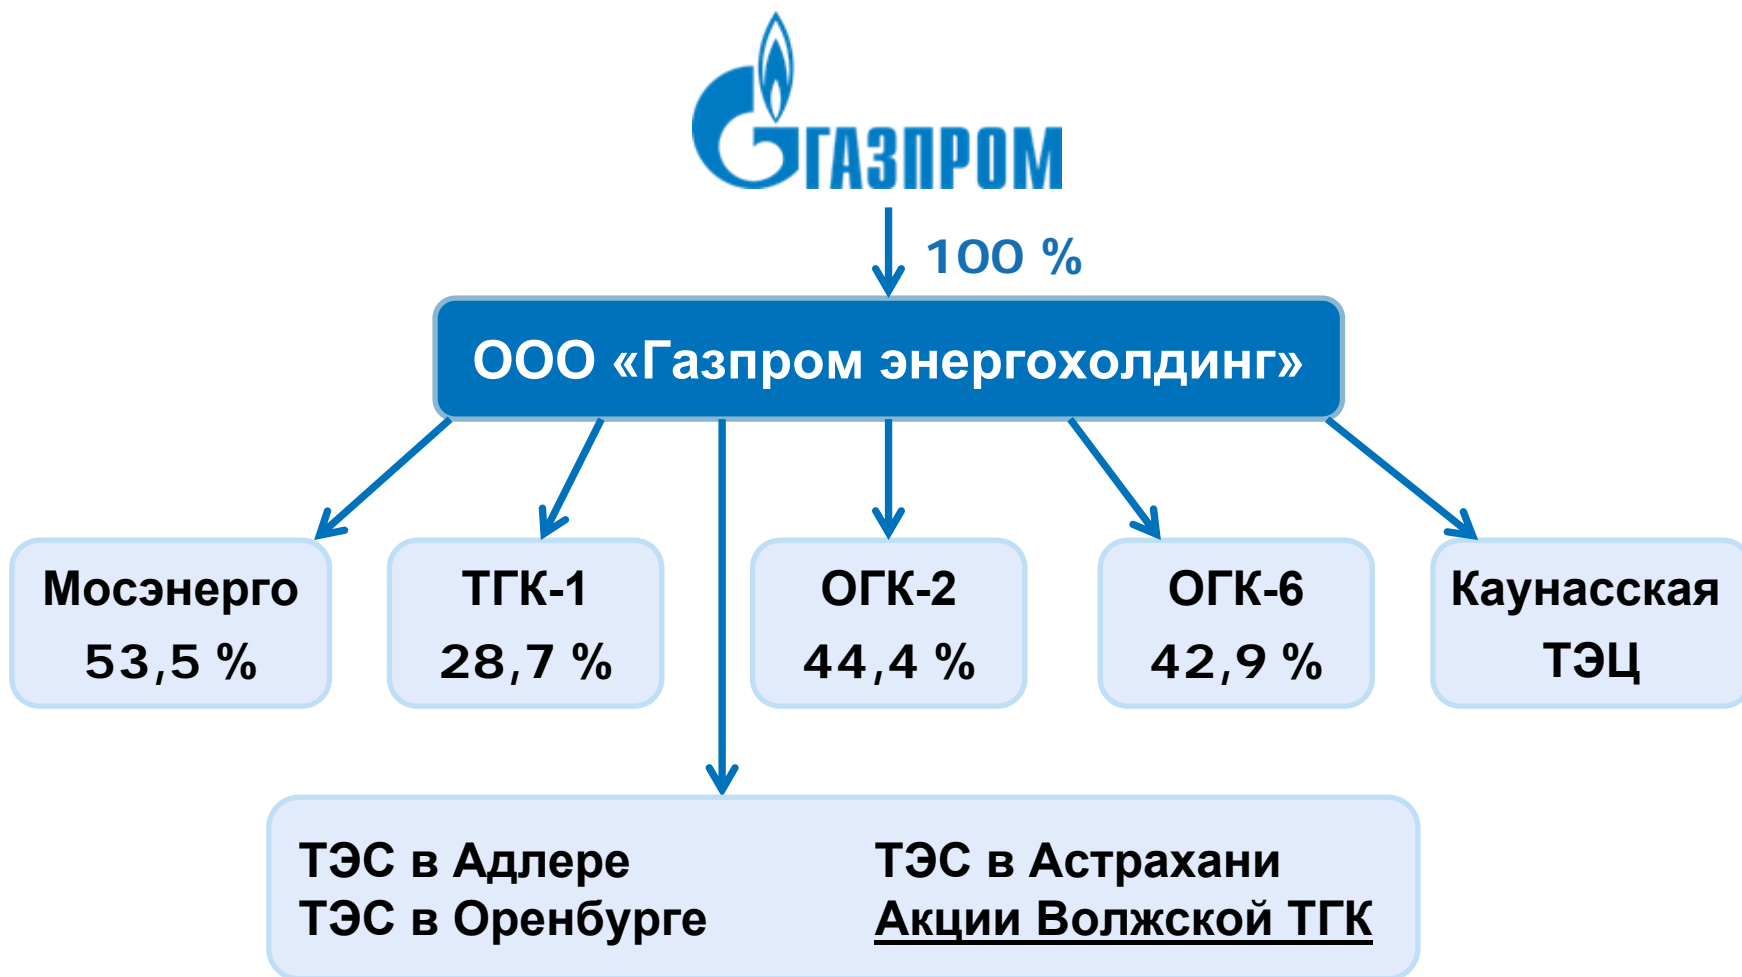 ГАЗПРОМ
100 %
ООО «Газпром энергохолдинг»
Мосэнерго
53,5 %
ТГК-1
28,7 %
ОГК-2
44,4 %
ОГК-6
42,9 %
Каунасская
ТЭЦ
ТЭС в Адлере
ТЭС в Оренбурге
ТЭС в Астрахани
Акции Волжской ТГК